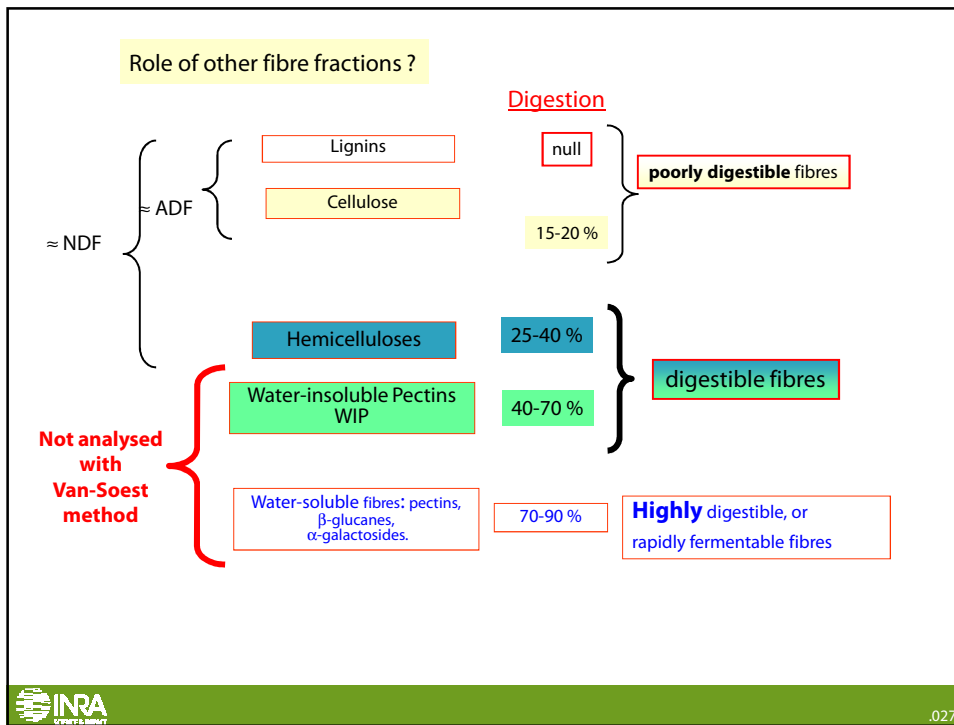 Role of other fibre fractions ?
Digestion
Lignins
null
poorly digestible fibres
≈ ADF
Cellulose
15-20 %
≈ NDF
Hemicelluloses
25-40 %
digestible fibres
Water-insoluble Pectins
WIP
40-70 %
Not analysed
with
Van-Soest
method
Water-soluble fibres: pectins,
β-glucanes,
α-galactosides.
70-90 %
Highly digestible, or
rapidly fermentable fibres
INRA
.027